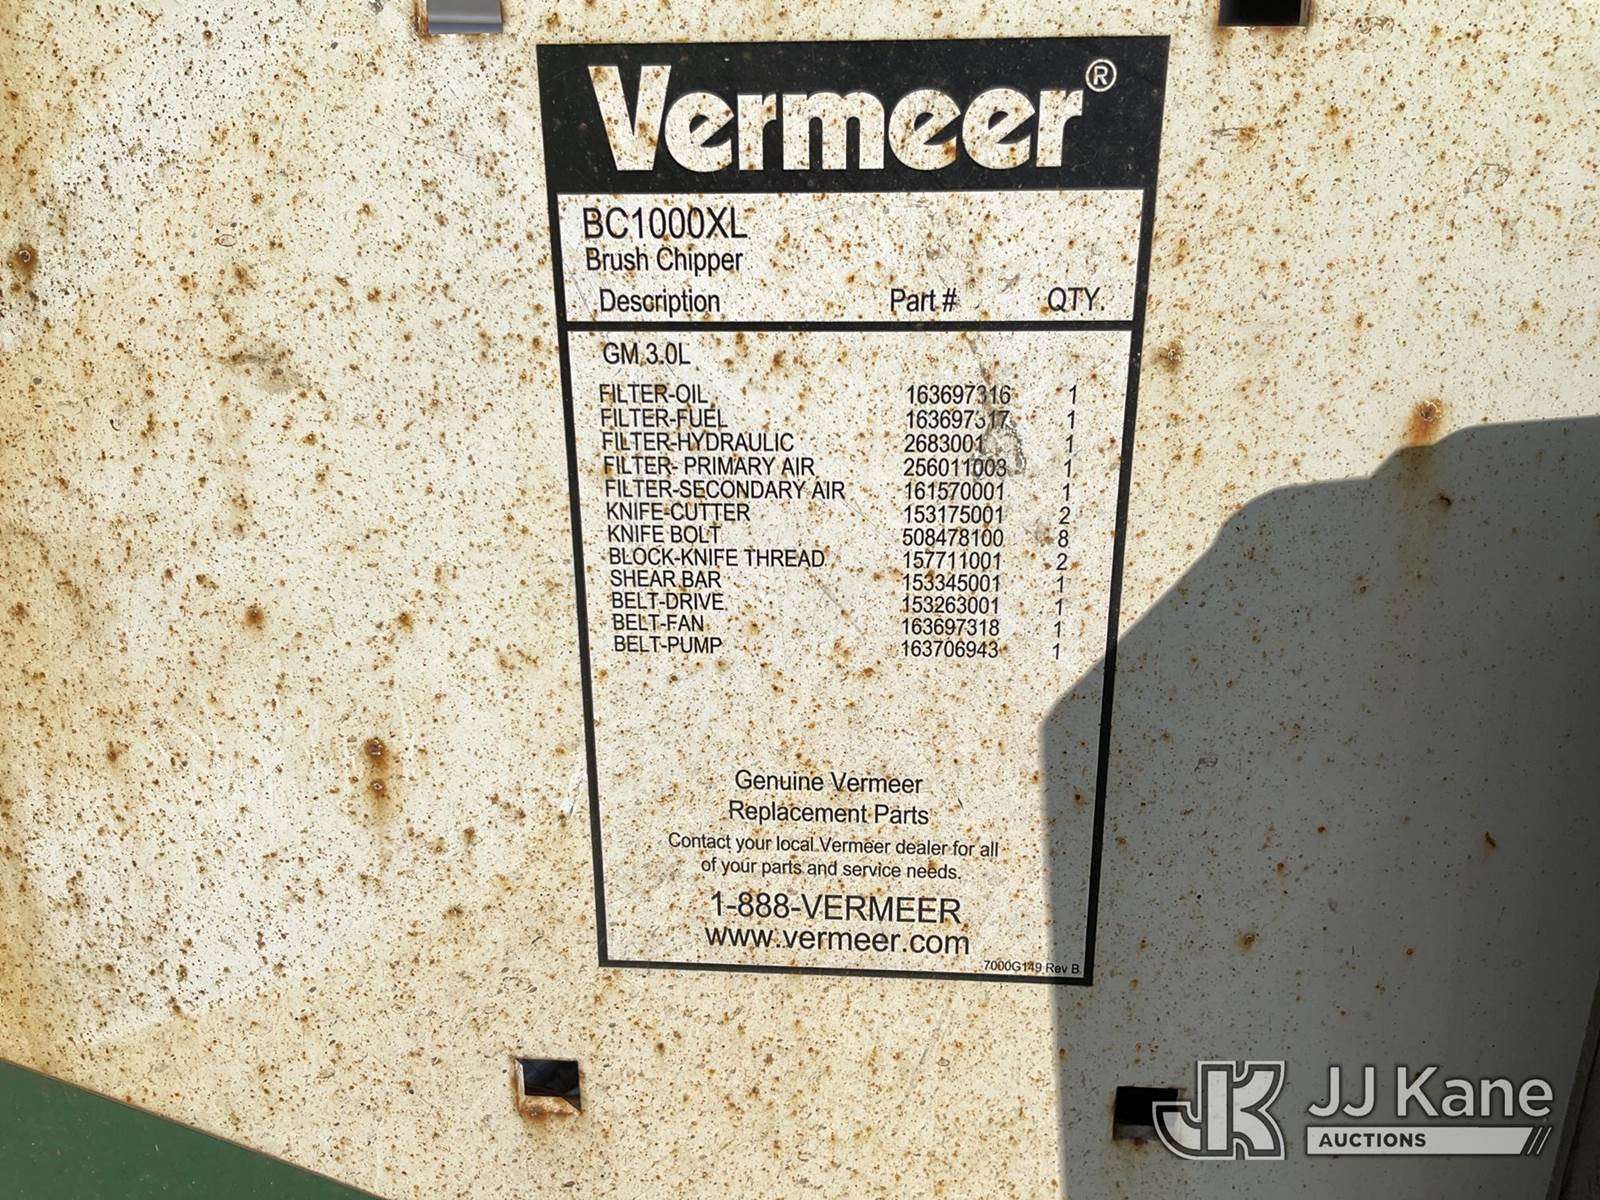 Vermeer®
BC1000XL
Brush Chipper
Description Part # QTY.
GM 3.0L
FILTER-OIL 163697316 1
FILTER-FUEL 163697317 1
FILTER-HYDRAULIC 2683001 1
FILTER- PRIMARY AIR 256011003 1
FILTER-SECONDARY AIR 161570001 1
KNIFE-CUTTER 153175001 2
KNIFE BOLT 508478100 8
BLOCK-KNIFE THREAD 157711001 2
SHEAR BAR 153345001 1
BELT-DRIVE 153263001 1
BELT-FAN 163697318 1
BELT-PUMP 163706943 1
Genuine Vermeer
Replacement Parts
Contact your local Vermeer dealer for all
of your parts and service needs.
1-888-VERMEER
www.vermeer.com
7000G149 Rev B
JK JJ Kane
AUCTIONS